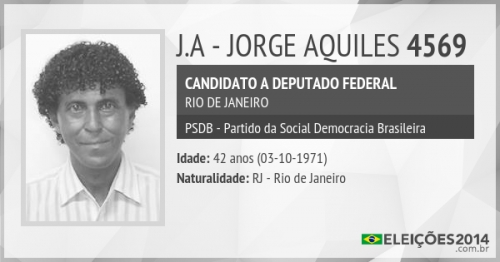 J.A - JORGE AQUILES 4569
CANDIDATO A DEPUTADO FEDERAL
RIO DE JANEIRO
PSDB - Partido da Social Democracia Brasileira
Idade: 42 anos (03-10-1971)
Naturalidade: RJ - Rio de Janeiro
ELEIÇÕES2014
.com.br